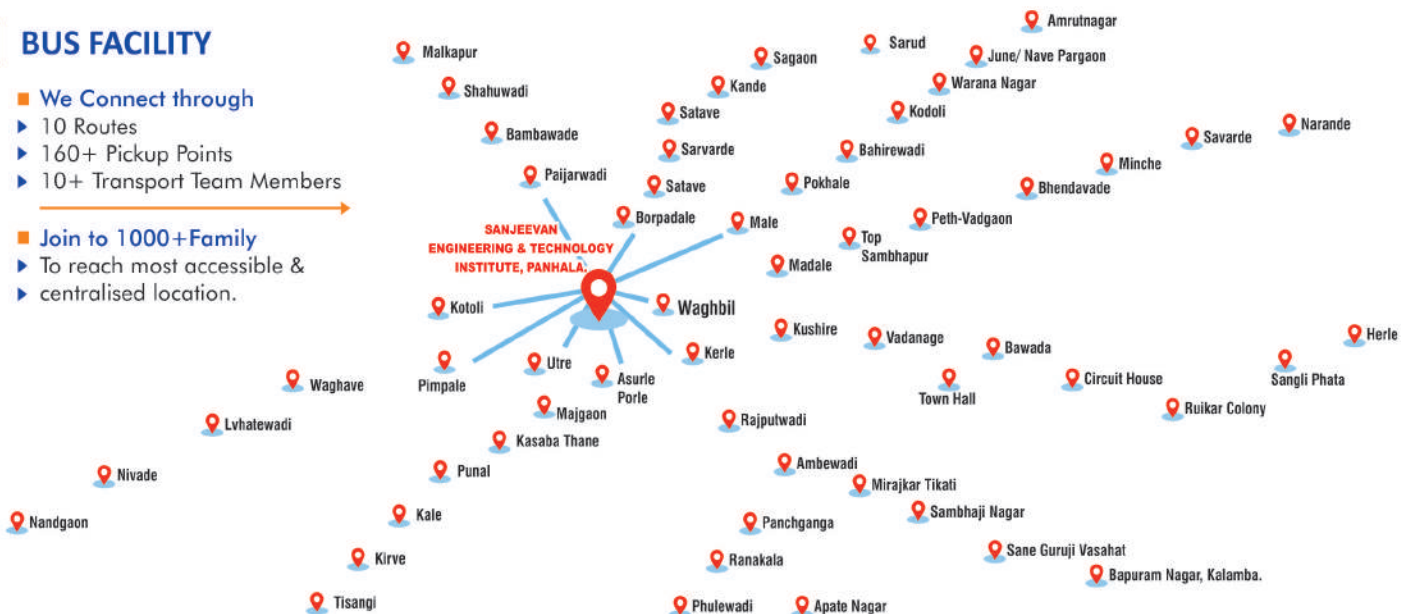 BUS FACILITY
We Connect through
10 Routes
160+ Pickup Points
10+ Transport Team Members
Join to 1000+Family
To reach most accessible &
centralised location.
Malkapur
Shahuwadi
Bambawade
Paijarwadi
Sagaon
Kande
Satave
Sarvarde
Satave
Borpadale
Sarud
Amrutnagar
June/ Nave Pargaon
Warana Nagar
Kodoli
Bahirewadi
Pokhale
Male
Narande
Savarde
Minche
Bhendavade
Peth-Vadgaon
Top
Sambhapur
Madale
SANJEEVAN
ENGINEERING & TECHNOLOGY
INSTITUTE, PANHALA.
Kotoli
Waghbil
Kushire
Vadanage
Bawada
Herle
Kerle
Utre
Asurle
Porle
Pimpale
Waghave
Lvhatewadi
Nivade
Nandgaon
Town Hall
Circuit House
Sangli Phata
Ruikar Colony
Majgaon
Kasaba Thane
Punal
Kale
Kirve
Tisangi
Rajputwadi
Ambewadi
Mirajkar Tikati
Sambhaji Nagar
Sane Guruji Vasahat
Bapuram Nagar, Kalamba.
Panchganga
Ranakala
Phulewadi
Apate Nagar